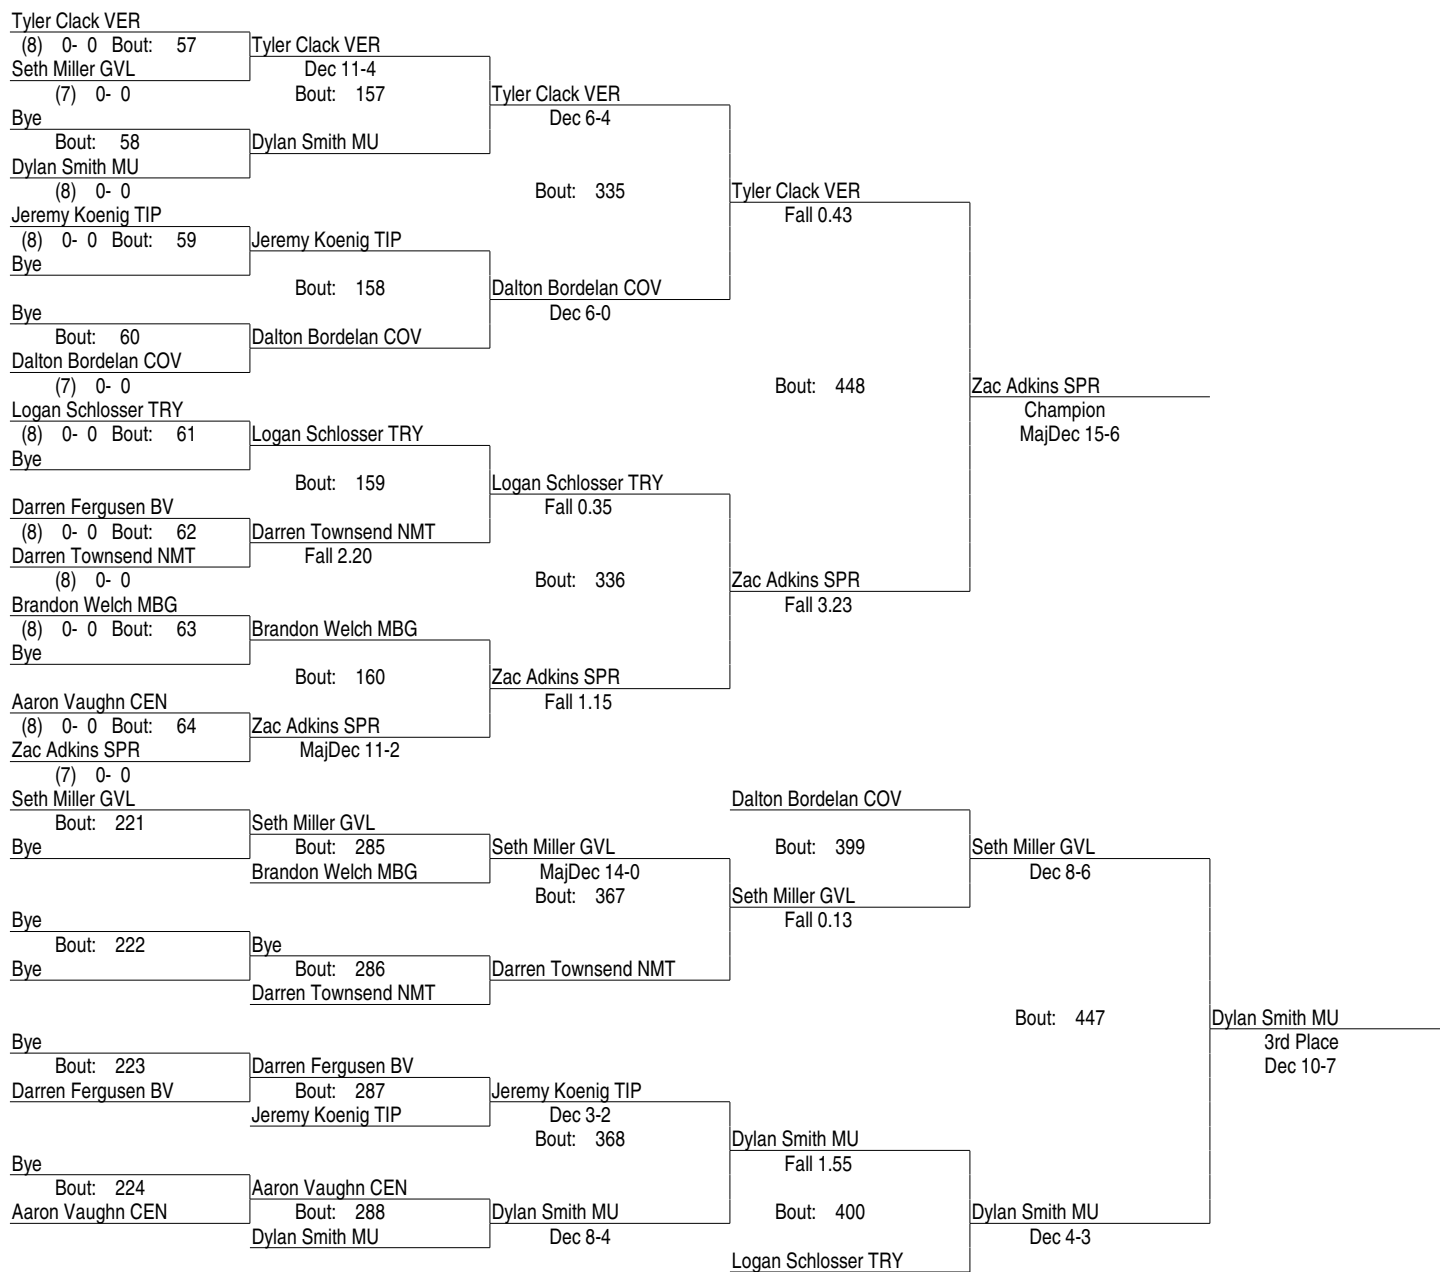 Tyler Clack VER
(8) 0- 0 Bout: 57
Tyler Clack VER
Seth Miller GVL
Dec 11-4
(7) 0- 0
Bout: 157
Tyler Clack VER
Bye
Dec 6-4
Bout: 58
Dylan Smith MU
Dylan Smith MU
(8) 0- 0
Bout: 335
Tyler Clack VER
Jeremy Koenig TIP
Fall 0.43
(8) 0- 0 Bout: 59
Jeremy Koenig TIP
Bye
Bout: 158
Dalton Bordelan COV
Bye
Dec 6-0
Bout: 60
Dalton Bordelan COV
Dalton Bordelan COV
(7) 0- 0
Bout: 448
Zac Adkins SPR
Logan Schlosser TRY
Champion
(8) 0- 0 Bout: 61
Logan Schlosser TRY
MajDec 15-6
Bye
Bout: 159
Logan Schlosser TRY
Darren Fergusen BV
Fall 0.35
(8) 0- 0 Bout: 62
Darren Townsend NMT
Darren Townsend NMT
Fall 2.20
(8) 0- 0
Bout: 336
Zac Adkins SPR
Brandon Welch MBG
Fall 3.23
(8) 0- 0 Bout: 63
Brandon Welch MBG
Bye
Bout: 160
Zac Adkins SPR
Aaron Vaughn CEN
Fall 1.15
(8) 0- 0 Bout: 64
Zac Adkins SPR
Zac Adkins SPR
MajDec 11-2
(7) 0- 0
Seth Miller GVL
Dalton Bordelan COV
Bout: 221
Seth Miller GVL
Bye
Bout: 285
Seth Miller GVL
Bout: 399
Seth Miller GVL
Brandon Welch MBG
MajDec 14-0
Dec 8-6
Bout: 367
Seth Miller GVL
Bye
Fall 0.13
Bout: 222
Bye
Bye
Bout: 286
Darren Townsend NMT
Darren Townsend NMT
Bout: 447
Dylan Smith MU
Bye
3rd Place
Bout: 223
Darren Fergusen BV
Dec 10-7
Darren Fergusen BV
Bout: 287
Jeremy Koenig TIP
Jeremy Koenig TIP
Dec 3-2
Bout: 368
Dylan Smith MU
Bye
Fall 1.55
Bout: 224
Aaron Vaughn CEN
Aaron Vaughn CEN
Bout: 288
Dylan Smith MU
Bout: 400
Dylan Smith MU
Dylan Smith MU
Dec 8-4
Dec 4-3
Logan Schlosser TRY